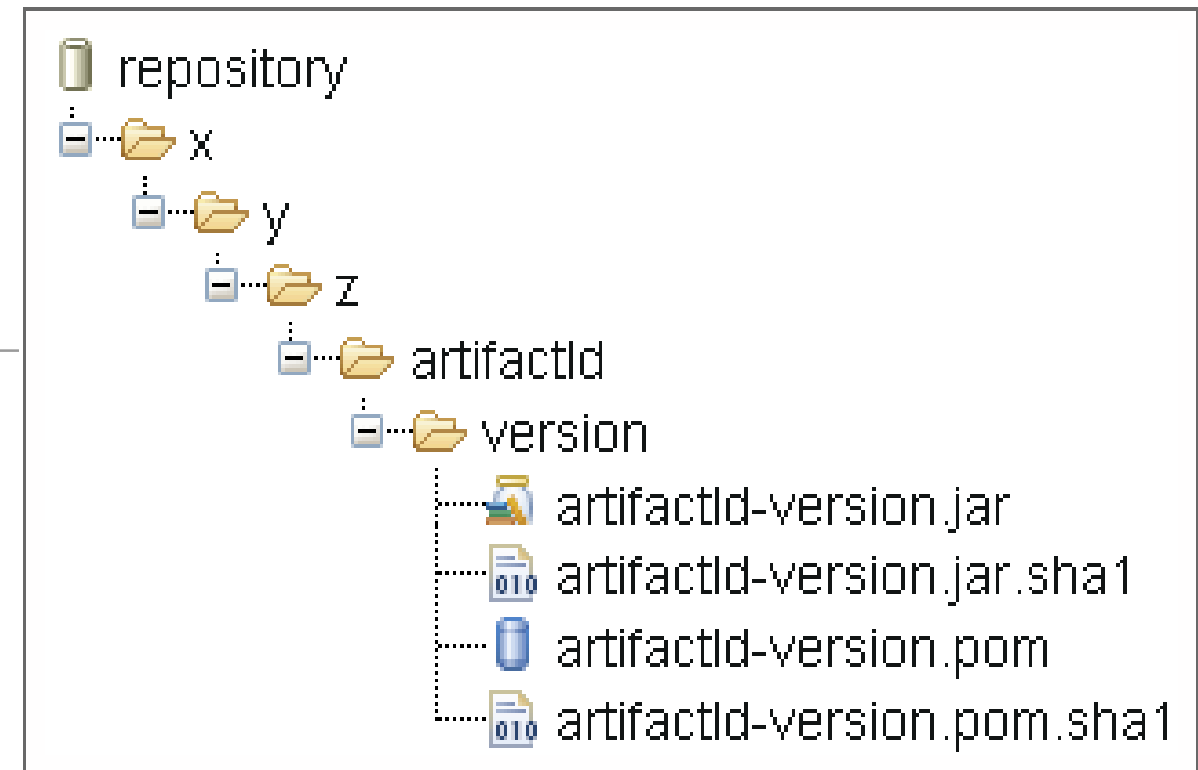 repository
x
y
z
artifactId
version
artifactId-version.jar
artifactId-version.jar.sha1
artifactId-version.pom
artifactId-version.pom.sha1